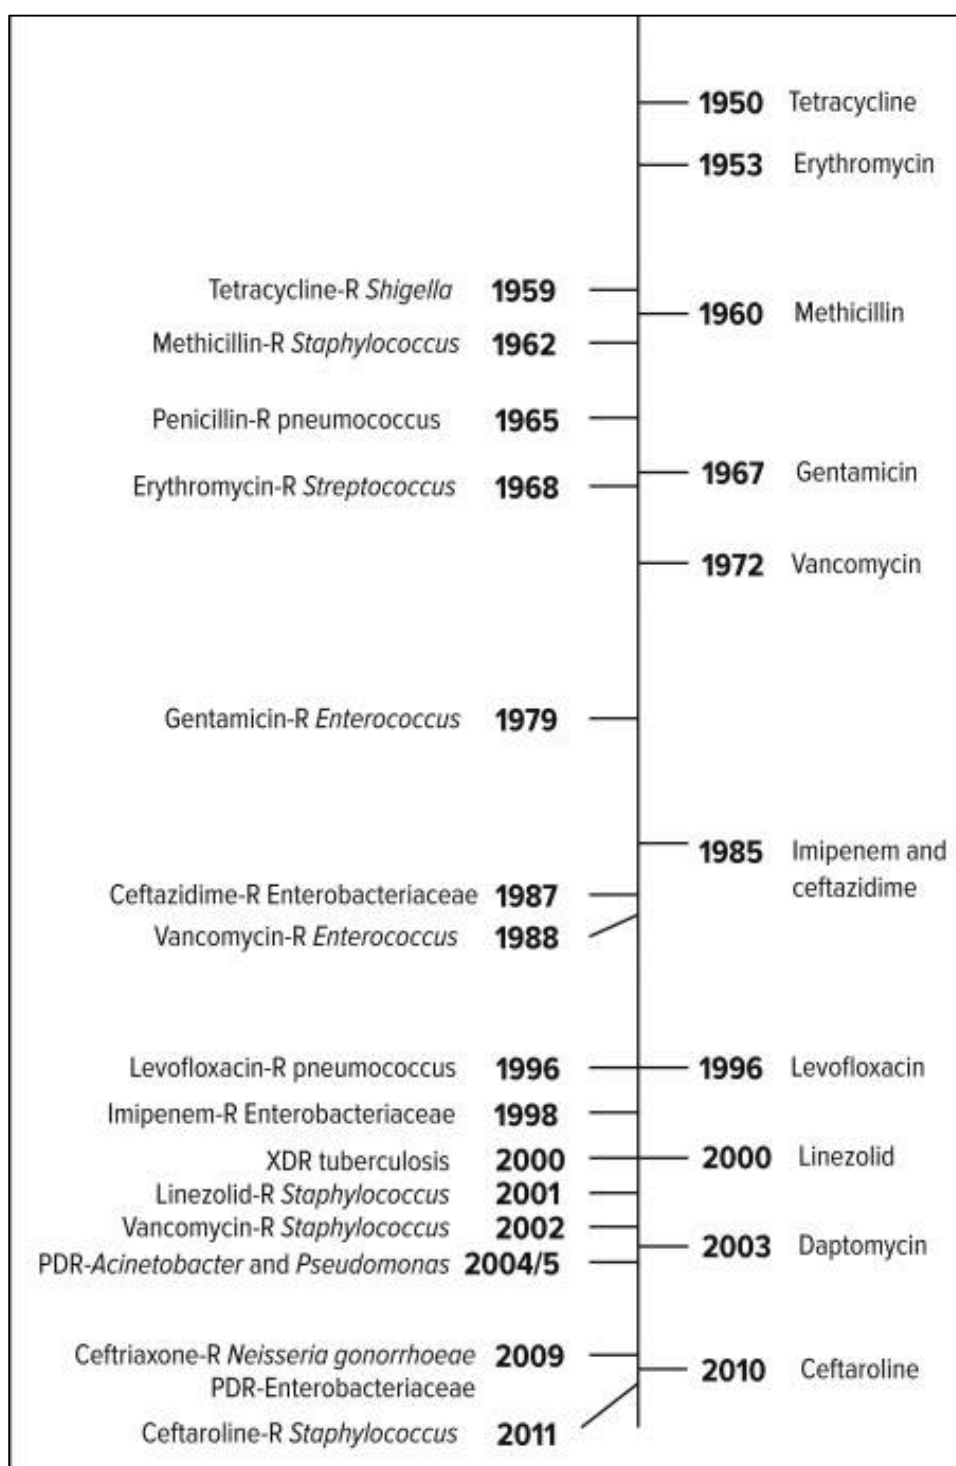 1950 Tetracycline
1953 Erythromycin
Tetracycline-R Shigella 1959
1960 Methicillin
Methicillin-R Staphylococcus 1962
Penicillin-R pneumococcus 1965
1967 Gentamicin
Erythromycin-R Streptococcus 1968
1972 Vancomycin
Gentamicin-R Enterococcus 1979
1985 Imipenem and
ceftazidime
Ceftazidime-R Enterobacteriaceae 1987
Vancomycin-R Enterococcus 1988
Levofloxacin-R pneumococcus 1996
1996 Levofloxacin
Imipenem-R Enterobacteriaceae 1998
XDR tuberculosis 2000
2000 Linezolid
Linezolid-R Staphylococcus 2001
Vancomycin-R Staphylococcus 2002
2003 Daptomycin
PDR-Acinetobacter and Pseudomonas 2004/5
Ceftriaxone-R Neisseria gonorrhoeae 2009
PDR-Enterobacteriaceae
2010 Ceftaroline
Ceftaroline-R Staphylococcus 2011